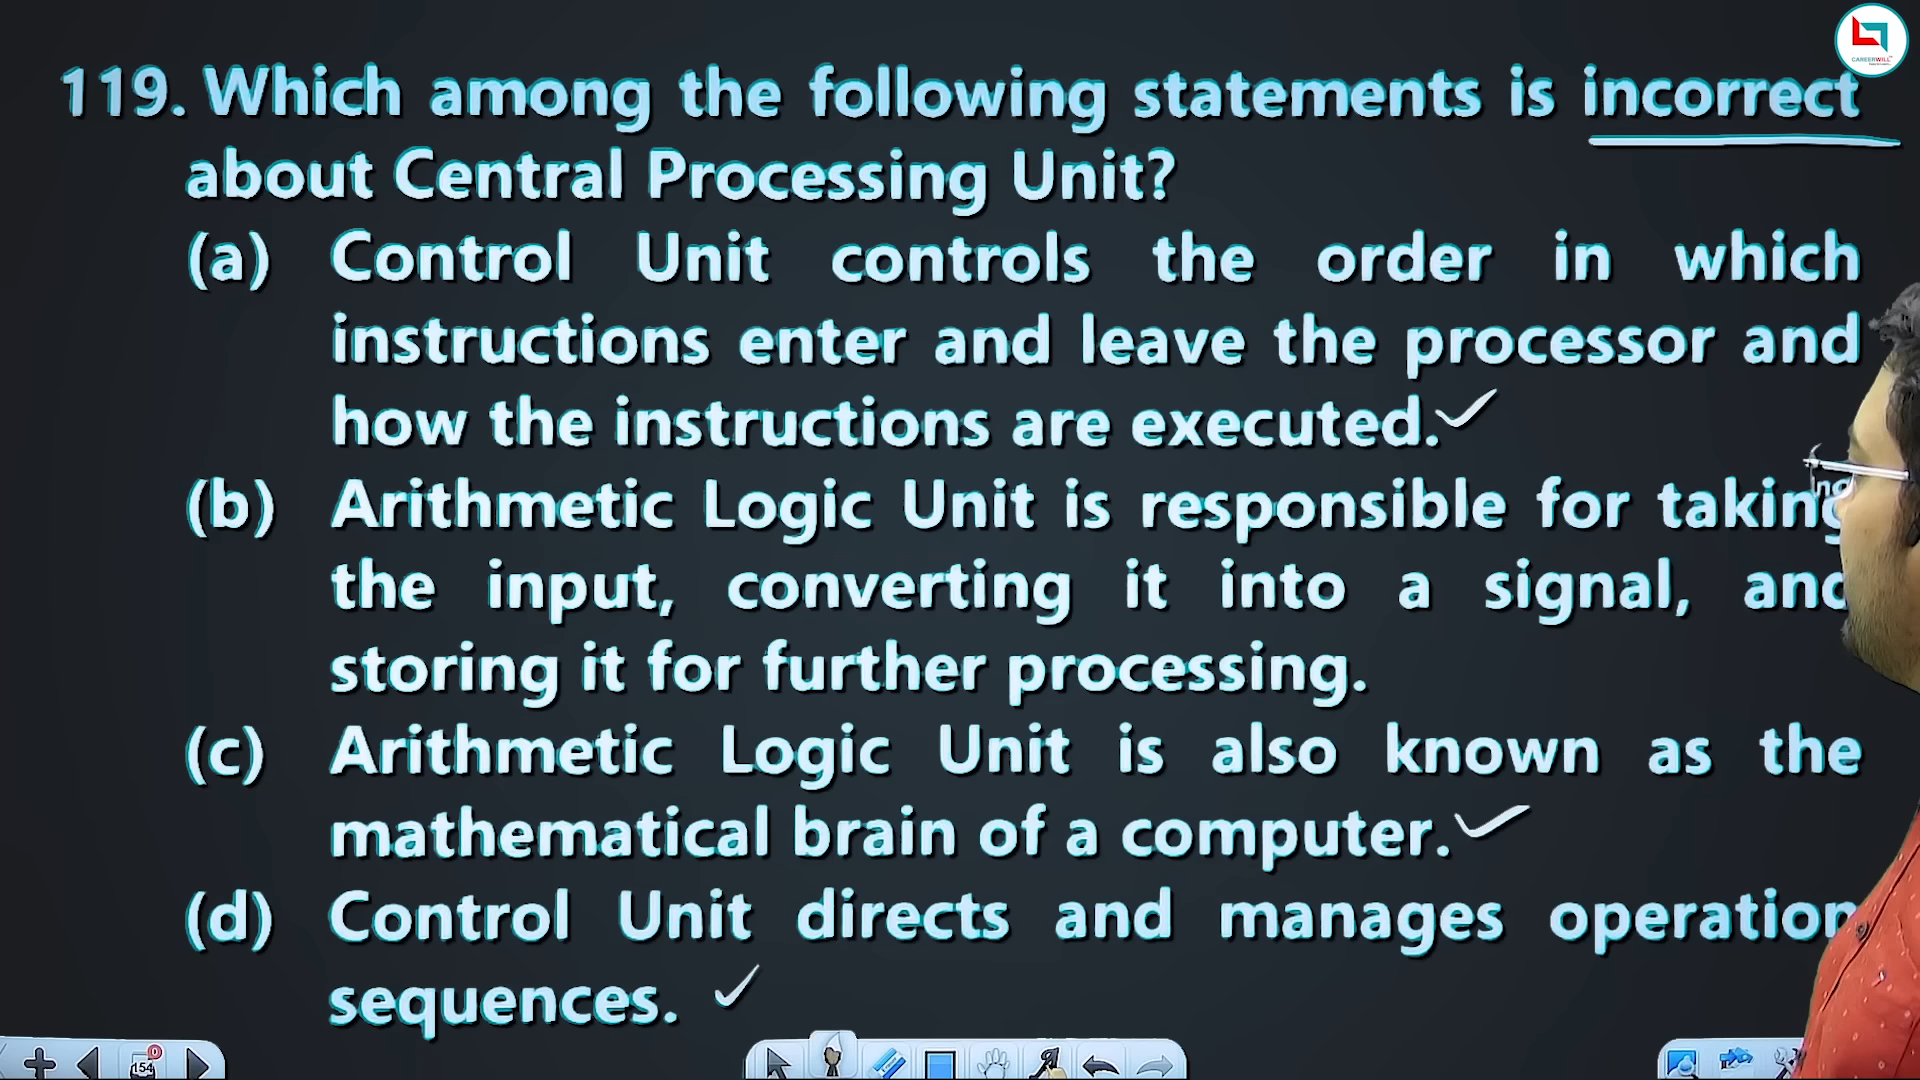 CAREERWILL
119. Which among the following statements is incorrect
about Central Processing Unit?
(a) Control Unit controls the order in which
instructions enter and leave the processor and
how the instructions are executed.
(b) Arithmetic Logic Unit is responsible for taking
the input, converting it into a signal, and
storing it for further processing.
(c) Arithmetic Logic Unit is also known as the
mathematical brain of a computer.
(d) Control Unit directs and manages operation
sequences.
154
0